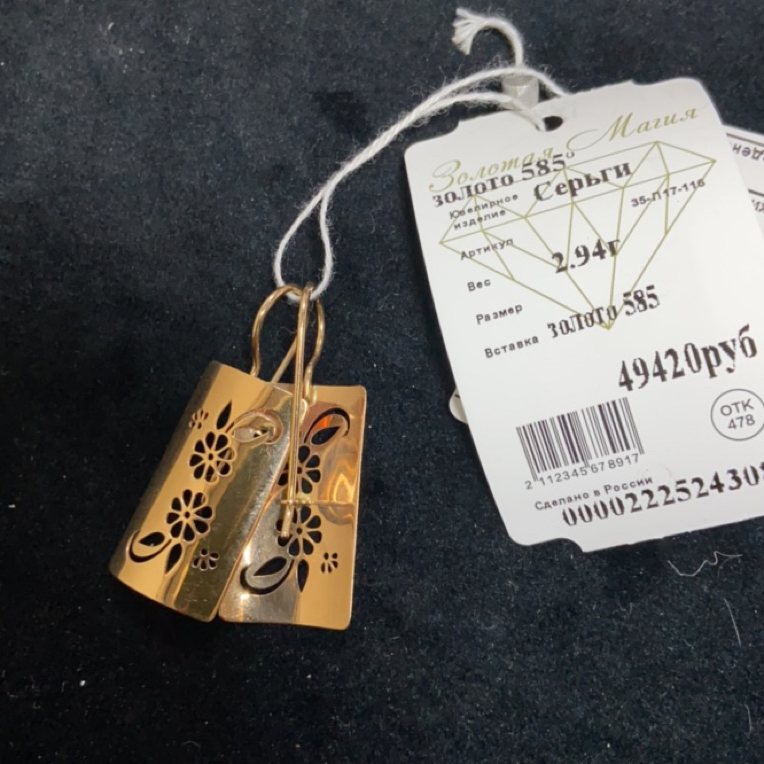 Золотая Магия
золото 585°
Ювелирное изделие Серьги
35-Л17-116
Артикул
Вес 2.94г
Размер
Вставка золото 585
49420руб
ОТК
478
2 112345 678917
Сделано в России